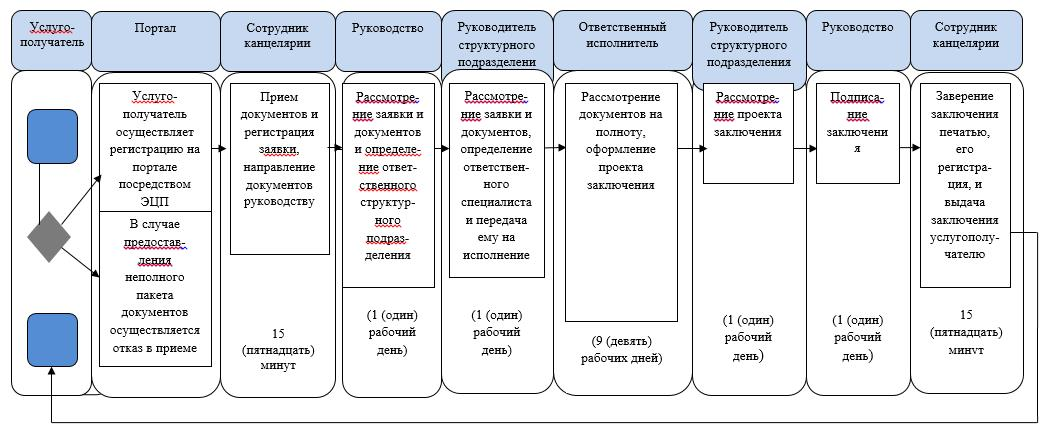 Услуго-
получатель
Портал
Сотрудник
канцелярии
Руководство
Руководитель
структурного
подразделени
Ответственный
исполнитель
Руководитель
структурного
подразделения
Руководство
Сотрудник
канцелярии
Услуго-
получатель
осуществляет
регистрацию на
портале
посредством
ЭЦП
В случае
предостав-
ления
неполного
пакета
документов
осуществляется
отказ в приеме
Прием
документов и
регистрация
заявки,
направление
документов
руководству
15
(пятнадцать)
минут
Рассмотре-
ние заявки и
документов
и определе-
ние ответ-
ственного
структур-
ного
подраз-
деления
(1 (один)
рабочий
день)
Рассмотре-
ние заявки и
документов,
определение
ответствен-
ного
специалиста
и передача
ему на
исполнение
(1 (один)
рабочий
день)
Рассмотрение
документов на
полноту,
оформление
проекта
заключения
(9 (девять)
рабочих дней)
Рассмотре-
ние проекта
заключения
(1 (один)
рабочий
день)
Подписа-
ние
заключени
я
(1 (один)
рабочий
день)
Заверение
заключения
печатью,
его
регистра-
ция, и
выдача
заключения
услугополу-
чателю
15
(пятнадцать)
минут